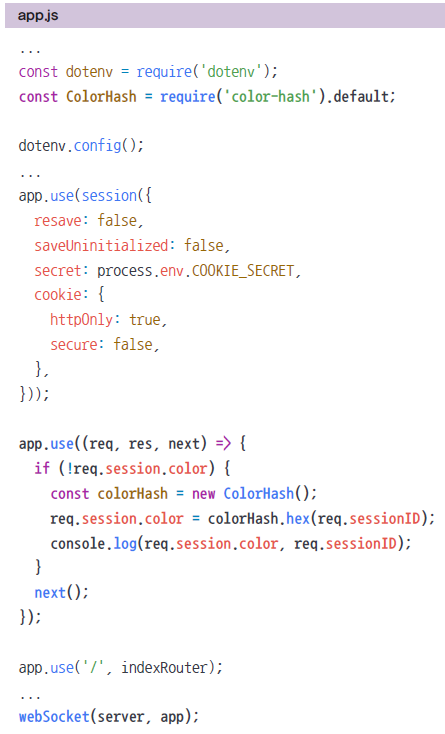 app.js
...
const dotenv = require('dotenv');
const ColorHash = require('color-hash').default;

dotenv.config();
...
app.use(session({
  resave: false,
  saveUninitialized: false,
  secret: process.env.COOKIE_SECRET,
  cookie: {
    httpOnly: true,
    secure: false,
  },
}));

app.use((req, res, next) => {
  if (!req.session.color) {
    const colorHash = new ColorHash();
    req.session.color = colorHash.hex(req.sessionID);
    console.log(req.session.color, req.sessionID);
  }
  next();
});

app.use('/', indexRouter);
...
webSocket(server, app);